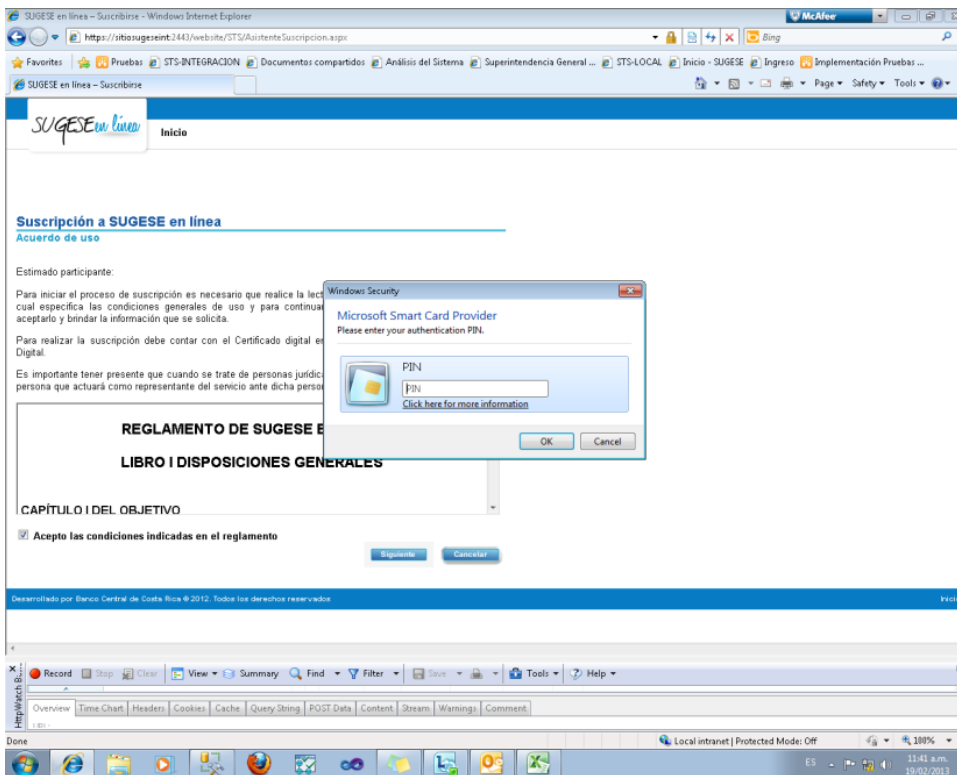 SUGESE en línea – Suscribirse - Windows Internet Explorer
McAfee
https://sitiosugeseint:2443/website/STS/AsistenteSuscripcion.aspx
Bing
Favorites Pruebas STS-INTEGRACION Documentos compartidos Análisis del Sistema Superintendencia General ... STS-LOCAL Inicio - SUGESE Ingreso Implementación Pruebas ...
SUGESE en línea – Suscribirse
Page Safety Tools
SUGESE en línea
Inicio
Suscripción a SUGESE en línea
Acuerdo de uso
Estimado participante:
Para iniciar el proceso de suscripción es necesario que realice la lect
cual especifica las condiciones generales de uso y para continuar
aceptarlo y brindar la información que se solicita.
Para realizar la suscripción debe contar con el Certificado digital en
Digital.
Es importante tener presente que cuando se trate de personas jurídica
persona que actuará como representante del servicio ante dicha perso
Windows Security
Microsoft Smart Card Provider
Please enter your authentication PIN.
PIN
PIN
Click here for more information
OK Cancel
REGLAMENTO DE SUGESE E
LIBRO I DISPOSICIONES GENERALES
CAPÍTULO I DEL OBJETIVO
Acepto las condiciones indicadas en el reglamento
Siguiente Cancelar
Desarrollado por Banco Central de Costa Rica © 2012. Todos los derechos reservados
Inicio
HttpWatch B...
Record Stop Clear View Summary Find Filter Save Tools Help
Overview Time Chart Headers Cookies Cache Query String POST Data Content Stream Warnings Comment
Done
Local intranet | Protected Mode: Off
100%
ES
11:41 a.m.
19/02/2013